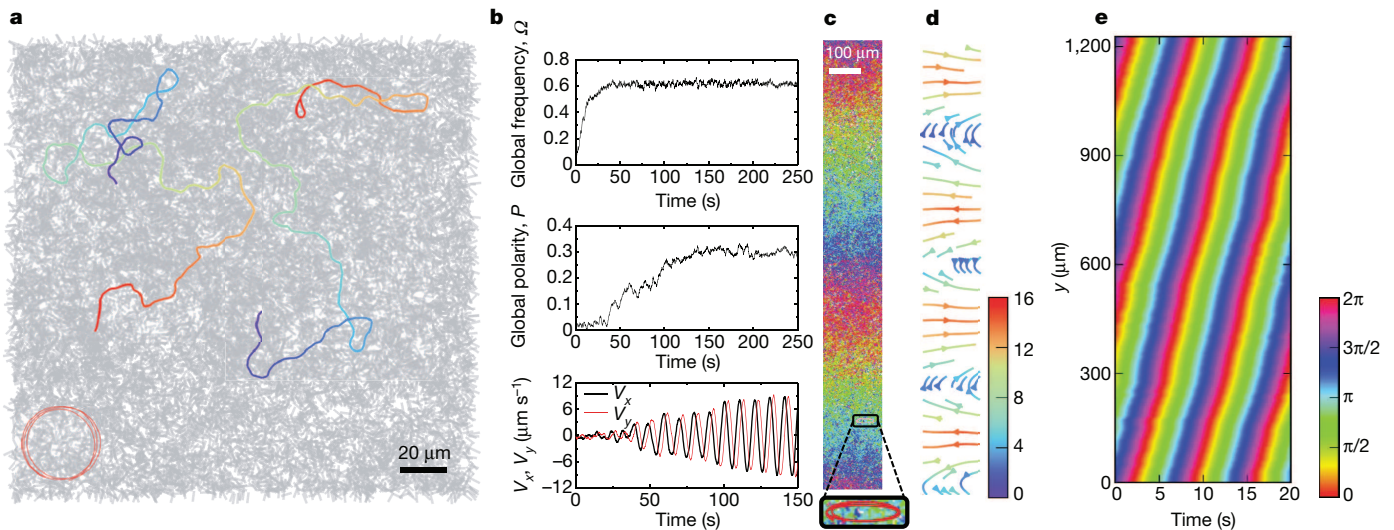 a
20 μm
b
Global frequency, Ω
0.8
0.6
0.4
0.2
0
0 50 100 150 200 250
Time (s)
Global polarity, P
0.4
0.3
0.2
0.1
0
0 50 100 150 200 250
Time (s)
V_x, V_y (μm s⁻¹)
12
6
0
−6
−12
V_x
V_y
0 25 50 75 100 125 150
Time (s)
c
100 μm
d
16
12
8
4
0
e
y (μm)
1,200
900
600
300
0
0 5 10 15 20
Time (s)
2π
3π/2
π
π/2
0